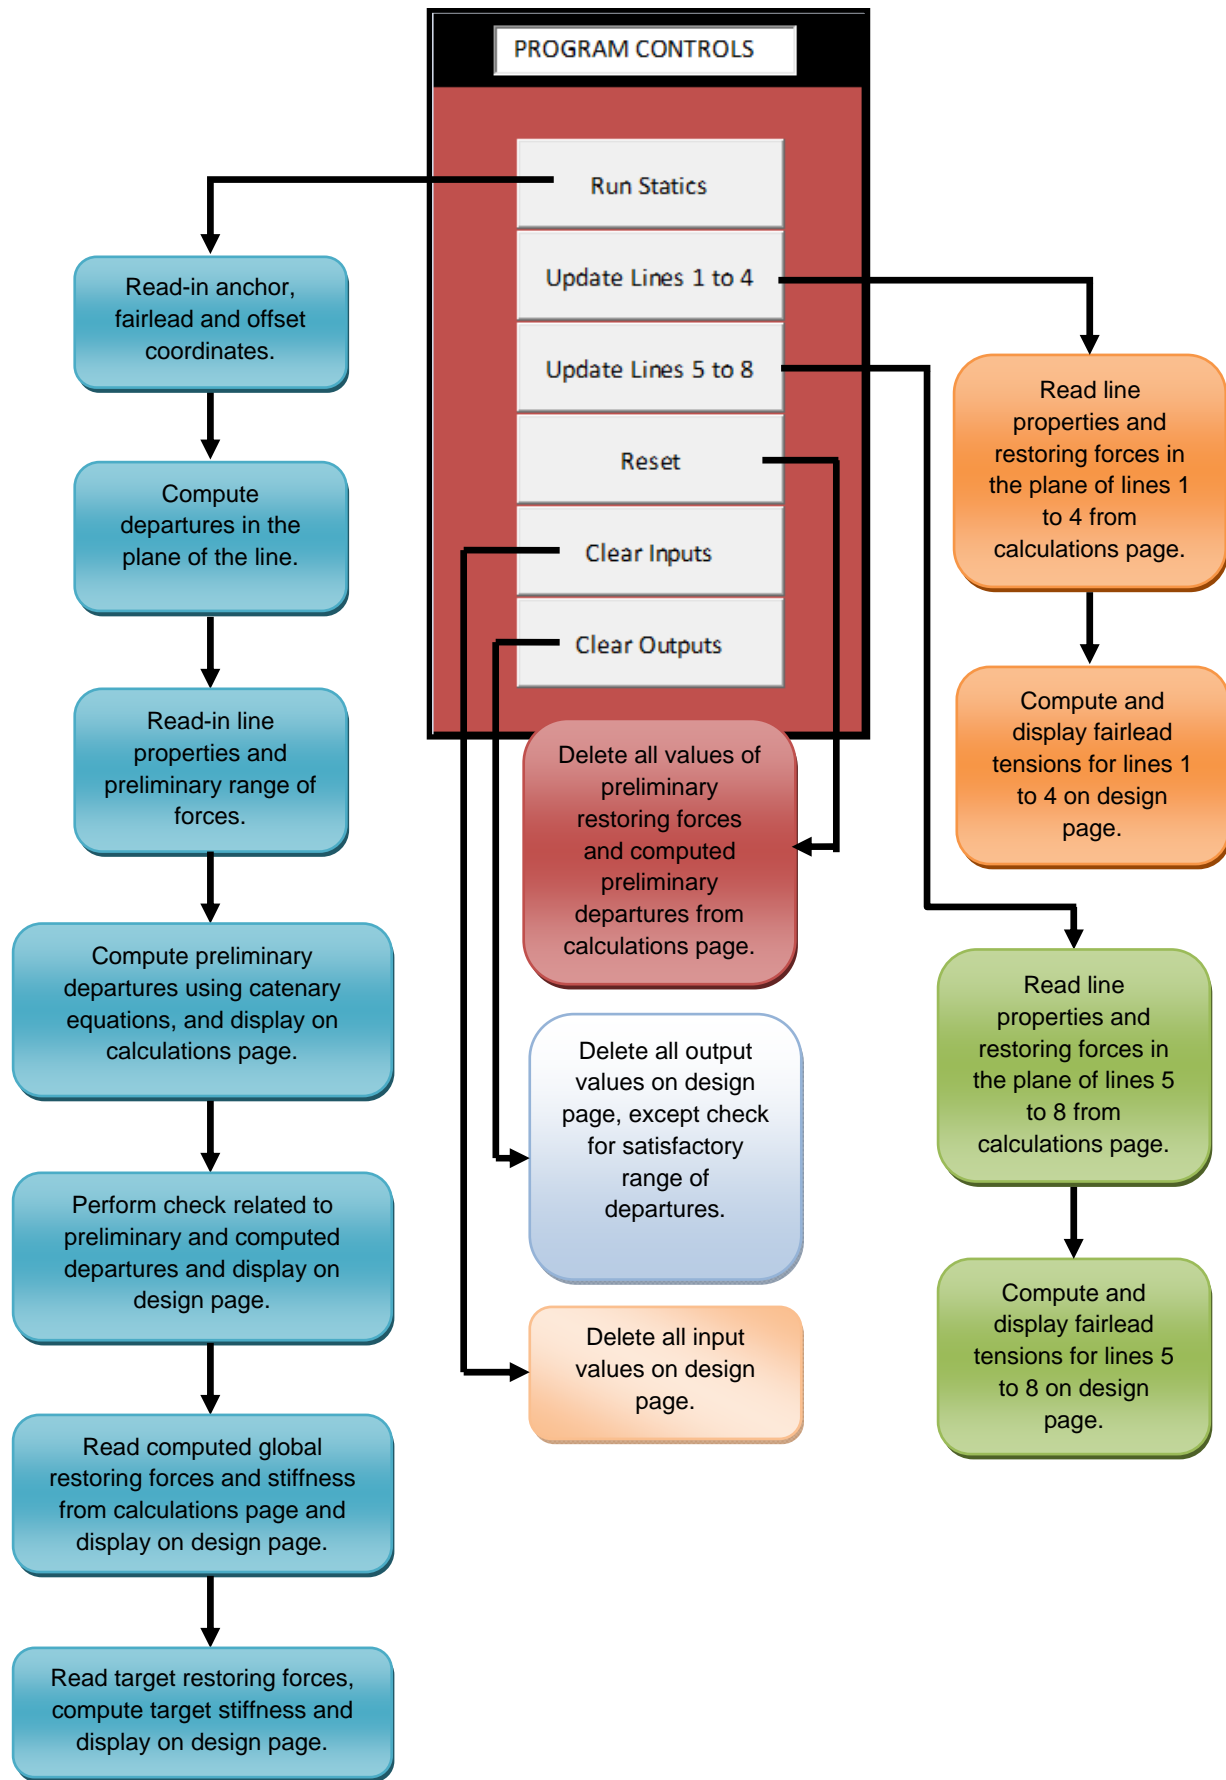 PROGRAM CONTROLS
Run Statics
Update Lines 1 to 4
Update Lines 5 to 8
Reset
Clear Inputs
Clear Outputs
Read-in anchor,
fairlead and offset
coordinates.
Compute
departures in the
plane of the line.
Read-in line
properties and
preliminary range of
forces.
Compute preliminary
departures using catenary
equations, and display on
calculations page.
Perform check related to
preliminary and computed
departures and display on
design page.
Read computed global
restoring forces and stiffness
from calculations page and
display on design page.
Read target restoring forces,
compute target stiffness and
display on design page.
Delete all values of
preliminary
restoring forces
and computed
preliminary
departures from
calculations page.
Delete all output
values on design
page, except check
for satisfactory
range of
departures.
Delete all input
values on design
page.
Read line
properties and
restoring forces in
the plane of lines 1
to 4 from
calculations page.
Compute and
display fairlead
tensions for lines 1
to 4 on design
page.
Read line
properties and
restoring forces in
the plane of lines 5
to 8 from
calculations page.
Compute and
display fairlead
tensions for lines 5
to 8 on design
page.